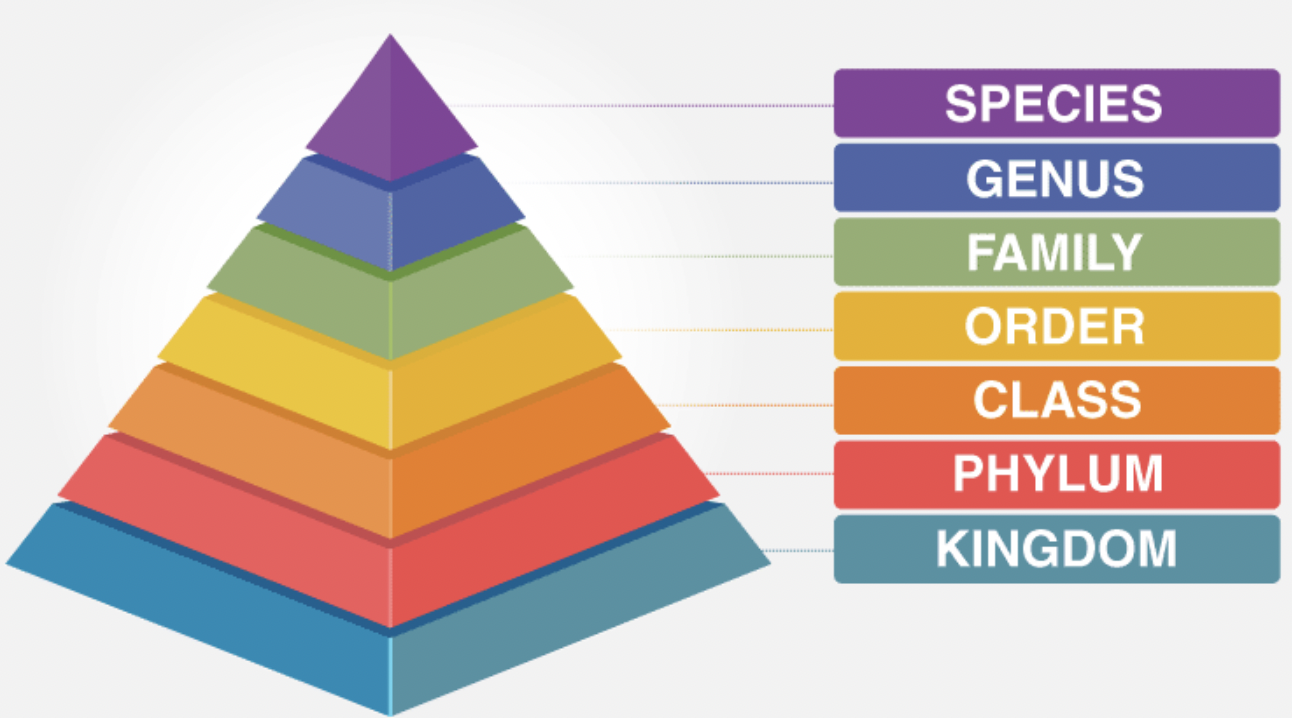 SPECIES
GENUS
FAMILY
ORDER
CLASS
PHYLUM
KINGDOM